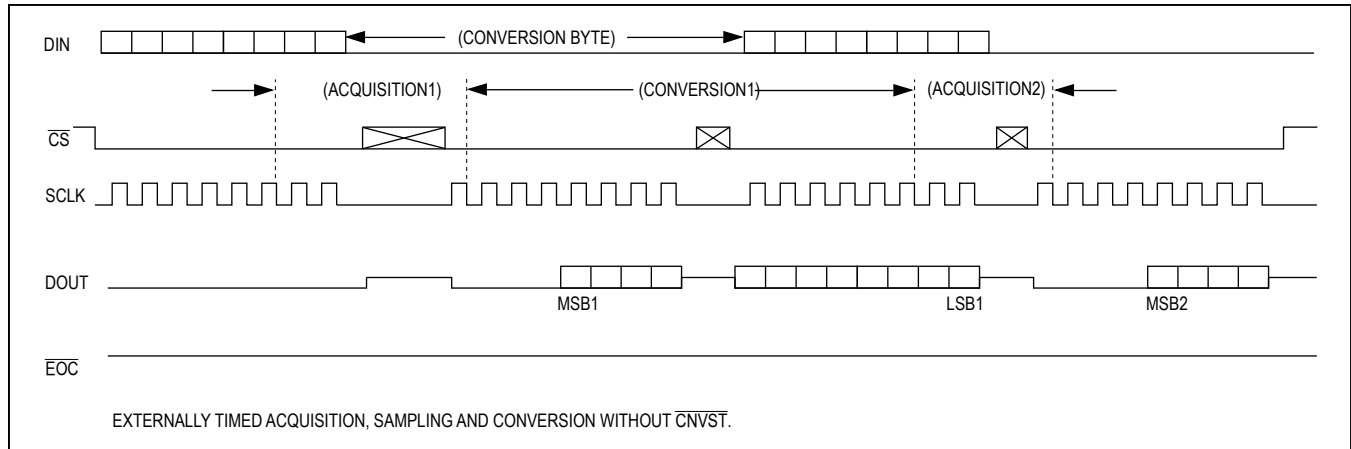 DIN (CONVERSION BYTE)
(ACQUISITION1) (CONVERSION1) (ACQUISITION2)
CS
SCLK
DOUT
MSB1 LSB1 MSB2
EOC
EXTERNALLY TIMED ACQUISITION, SAMPLING AND CONVERSION WITHOUT CNVST.